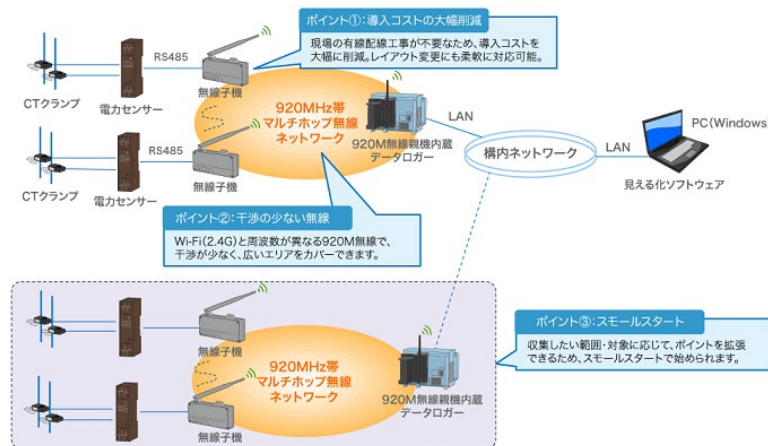 ポイント①:導入コストの大幅削減
現場の有線配線工事が不要なため、導入コストを
大幅に削減。レイアウト変更にも柔軟に対応可能。
RS485
CTクランプ
電力センサー
無線子機
920MHz帯
マルチホップ無線
ネットワーク
920M無線親機内蔵
データロガー
LAN
構内ネットワーク
LAN
PC(Windows)
見える化ソフトウェア
RS485
CTクランプ
電力センサー
無線子機
ポイント②:干渉の少ない無線
Wi-Fi(2.4G)と周波数が異なる920M無線で、
干渉が少なく、広いエリアをカバーできます。
ポイント③:スモールスタート
収集したい範囲・対象に応じて、ポイントを拡張
できるため、スモールスタートで始められます。
無線子機
920MHz帯
マルチホップ無線
ネットワーク
920M無線親機内蔵
データロガー
無線子機